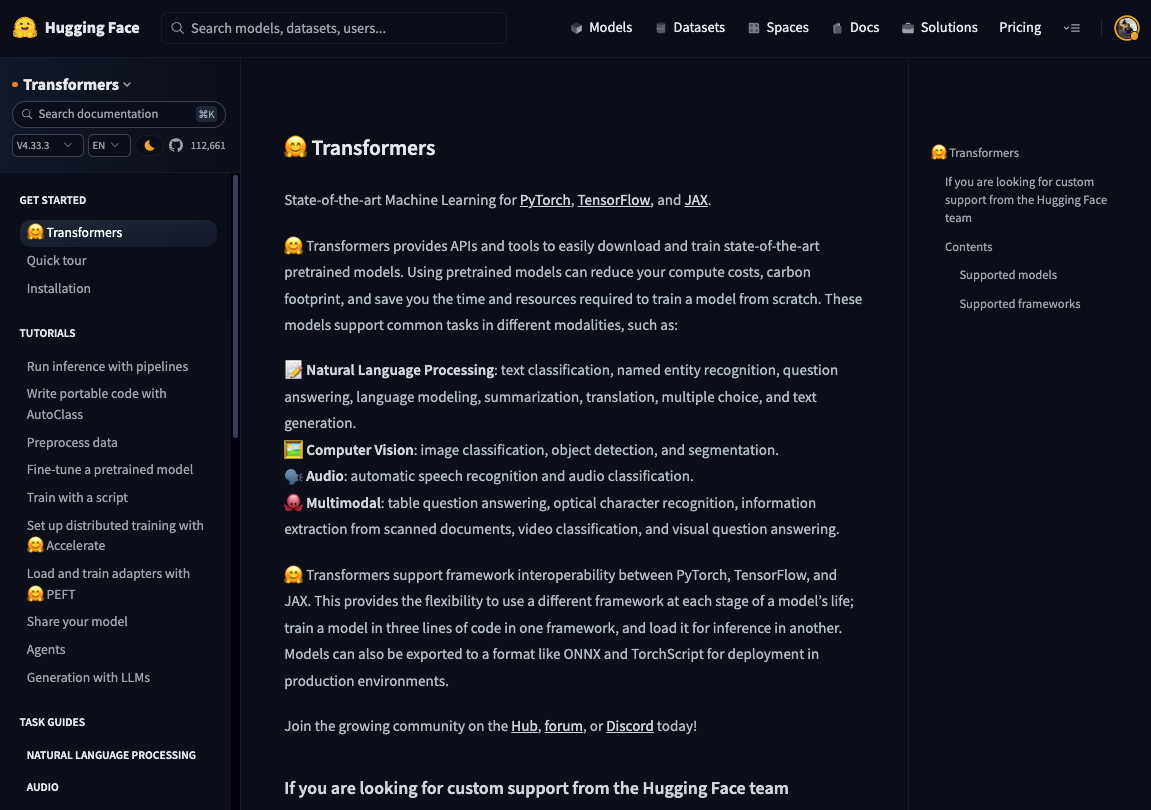 Hugging Face
Search models, datasets, users...
Models
Datasets
Spaces
Docs
Solutions
Pricing
Transformers
Search documentation
⌘K
V4.33.3
EN
112,661
GET STARTED
🤗 Transformers
Quick tour
Installation
TUTORIALS
Run inference with pipelines
Write portable code with
AutoClass
Preprocess data
Fine-tune a pretrained model
Train with a script
Set up distributed training with
🤗 Accelerate
Load and train adapters with
🤗 PEFT
Share your model
Agents
Generation with LLMs
TASK GUIDES
NATURAL LANGUAGE PROCESSING
AUDIO
🤗 Transformers
State-of-the-art Machine Learning for PyTorch, TensorFlow, and JAX.
🤗 Transformers provides APIs and tools to easily download and train state-of-the-art
pretrained models. Using pretrained models can reduce your compute costs, carbon
footprint, and save you the time and resources required to train a model from scratch. These
models support common tasks in different modalities, such as:
📝 Natural Language Processing: text classification, named entity recognition, question
answering, language modeling, summarization, translation, multiple choice, and text
generation.
🖼️ Computer Vision: image classification, object detection, and segmentation.
🗣️ Audio: automatic speech recognition and audio classification.
🐙 Multimodal: table question answering, optical character recognition, information
extraction from scanned documents, video classification, and visual question answering.
🤗 Transformers support framework interoperability between PyTorch, TensorFlow, and
JAX. This provides the flexibility to use a different framework at each stage of a model’s life;
train a model in three lines of code in one framework, and load it for inference in another.
Models can also be exported to a format like ONNX and TorchScript for deployment in
production environments.
Join the growing community on the Hub, forum, or Discord today!
If you are looking for custom support from the Hugging Face team
🤗 Transformers
If you are looking for custom
support from the Hugging Face
team
Contents
Supported models
Supported frameworks